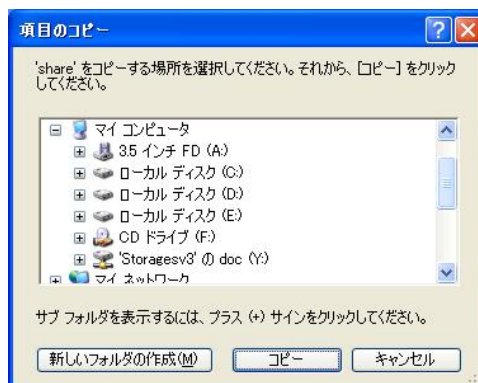 項目のコピー
'share' をコピーする場所を選択してください。それから、[コピー] をクリック
してください。
マイ コンピュータ
3.5 インチ FD (A:)
ローカル ディスク (C:)
ローカル ディスク (D:)
ローカル ディスク (E:)
CD ドライブ (F:)
'Storagesv3' の doc (Y:)
マイ ネットワーク
サブ フォルダを表示するには、プラス (+) サインをクリックしてください。
新しいフォルダの作成(M) コピー キャンセル